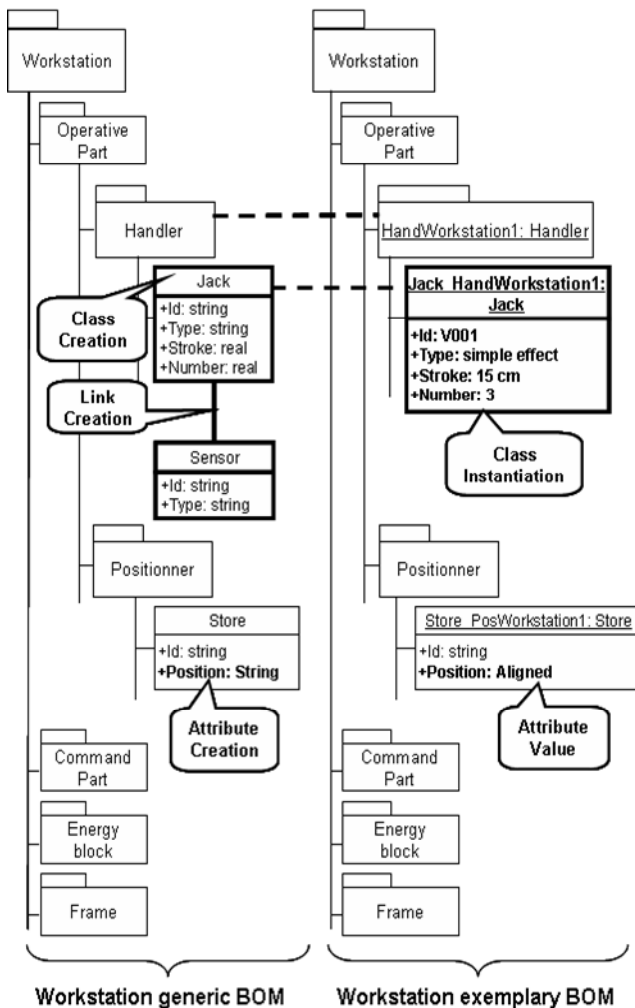 Workstation
Operative
Part
Handler
Jack
+Id: string
+Type: string
+Stroke: real
+Number: real
Class
Creation
Link
Creation
Sensor
+Id: string
+Type: string
Positionner
Store
+Id: string
+Position: String
Attribute
Creation
Command
Part
Energy
block
Frame
Workstation generic BOM
Workstation
Operative
Part
HandWorkstation1: Handler
Jack_HandWorkstation1:
Jack
+Id: V001
+Type: simple effect
+Stroke: 15 cm
+Number: 3
Class
Instantiation
Positionner
Store_PosWorkstation1: Store
+Id: string
+Position: Aligned
Attribute
Value
Command
Part
Energy
block
Frame
Workstation exemplary BOM